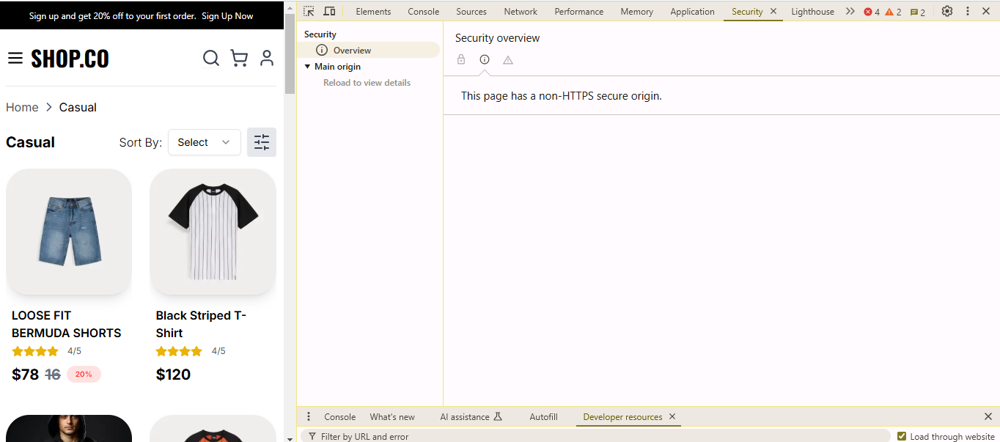 Sign up and get 20% off to your first order. Sign Up Now
SHOP.CO
Home > Casual
Casual
Sort By: Select
LOOSE FIT
BERMUDA SHORTS
4/5
$78 16 20%
Black Striped T-
Shirt
4/5
$120
Elements Console Sources Network Performance Memory Application Security Lighthouse 4 2 2
Security
Overview
Main origin
Reload to view details
Security overview
This page has a non-HTTPS secure origin.
Console What's new AI assistance Autofill Developer resources
Filter by URL and error Load through website